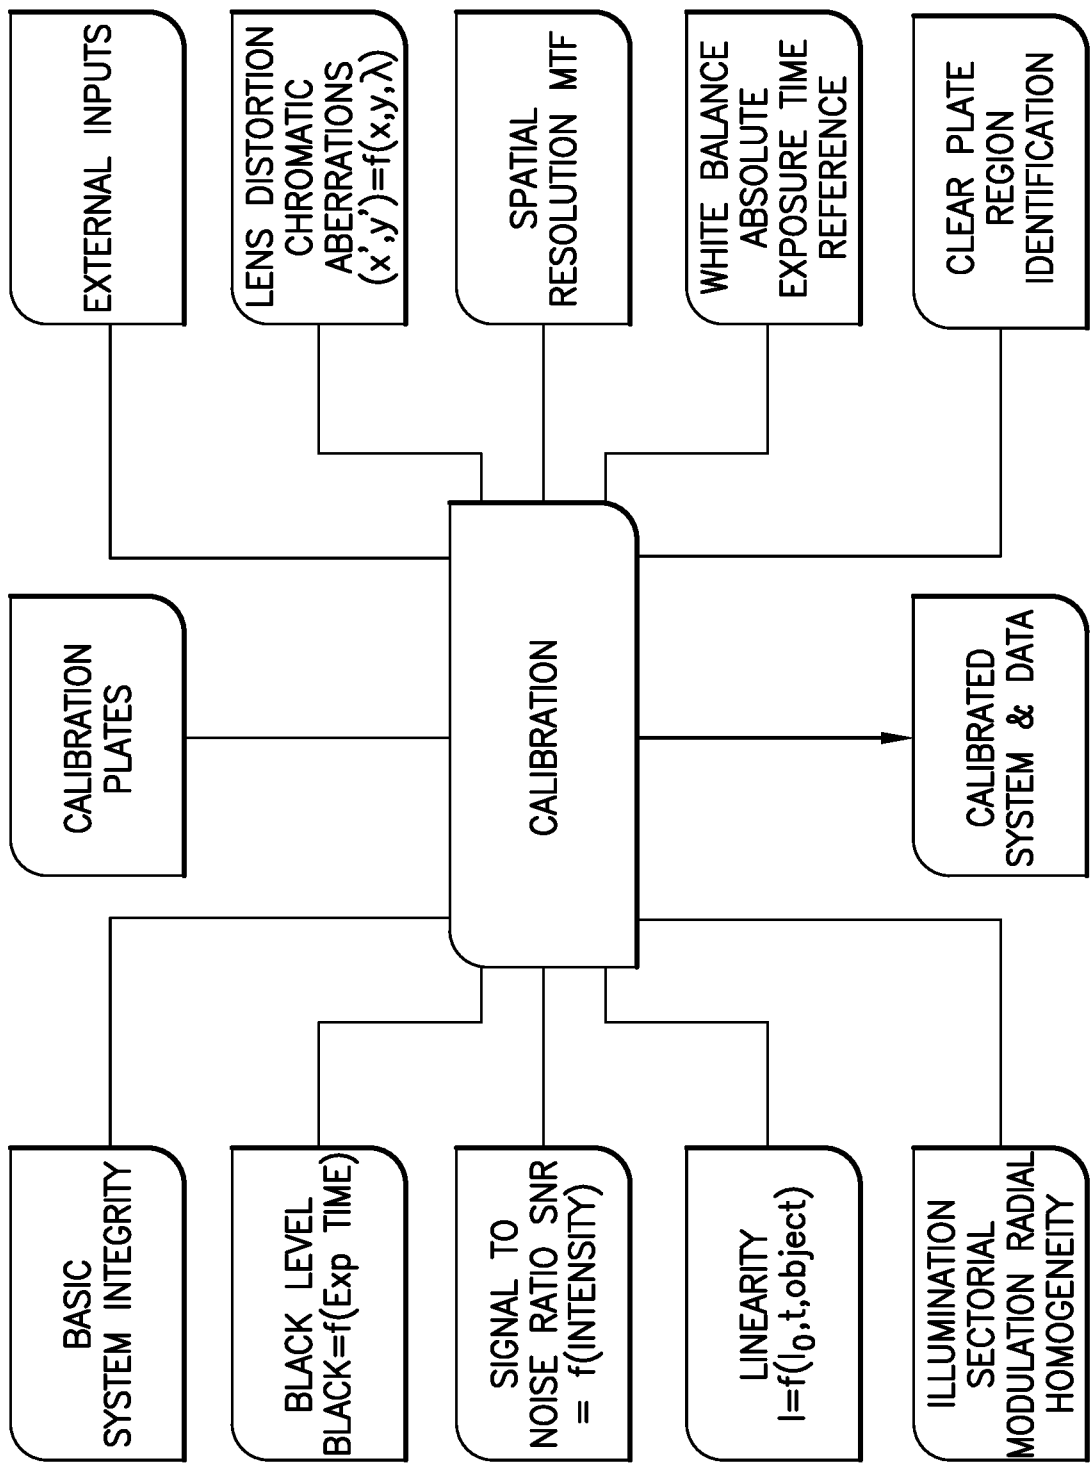 BASIC
SYSTEM INTEGRITY
CALIBRATION
PLATES
EXTERNAL INPUTS
BLACK LEVEL
BLACK=f(Exp TIME)
LENS DISTORTION
CHROMATIC
ABERRATIONS
(x',y')=f(x,y,λ)
SIGNAL TO
NOISE RATIO SNR
= f(INTENSITY)
CALIBRATION
SPATIAL
RESOLUTION MTF
LINEARITY
I=f(I₀,t,object)
WHITE BALANCE
ABSOLUTE
EXPOSURE TIME
REFERENCE
ILLUMINATION
SECTORIAL
MODULATION RADIAL
HOMOGENEITY
CALIBRATED
SYSTEM & DATA
CLEAR PLATE
REGION
IDENTIFICATION